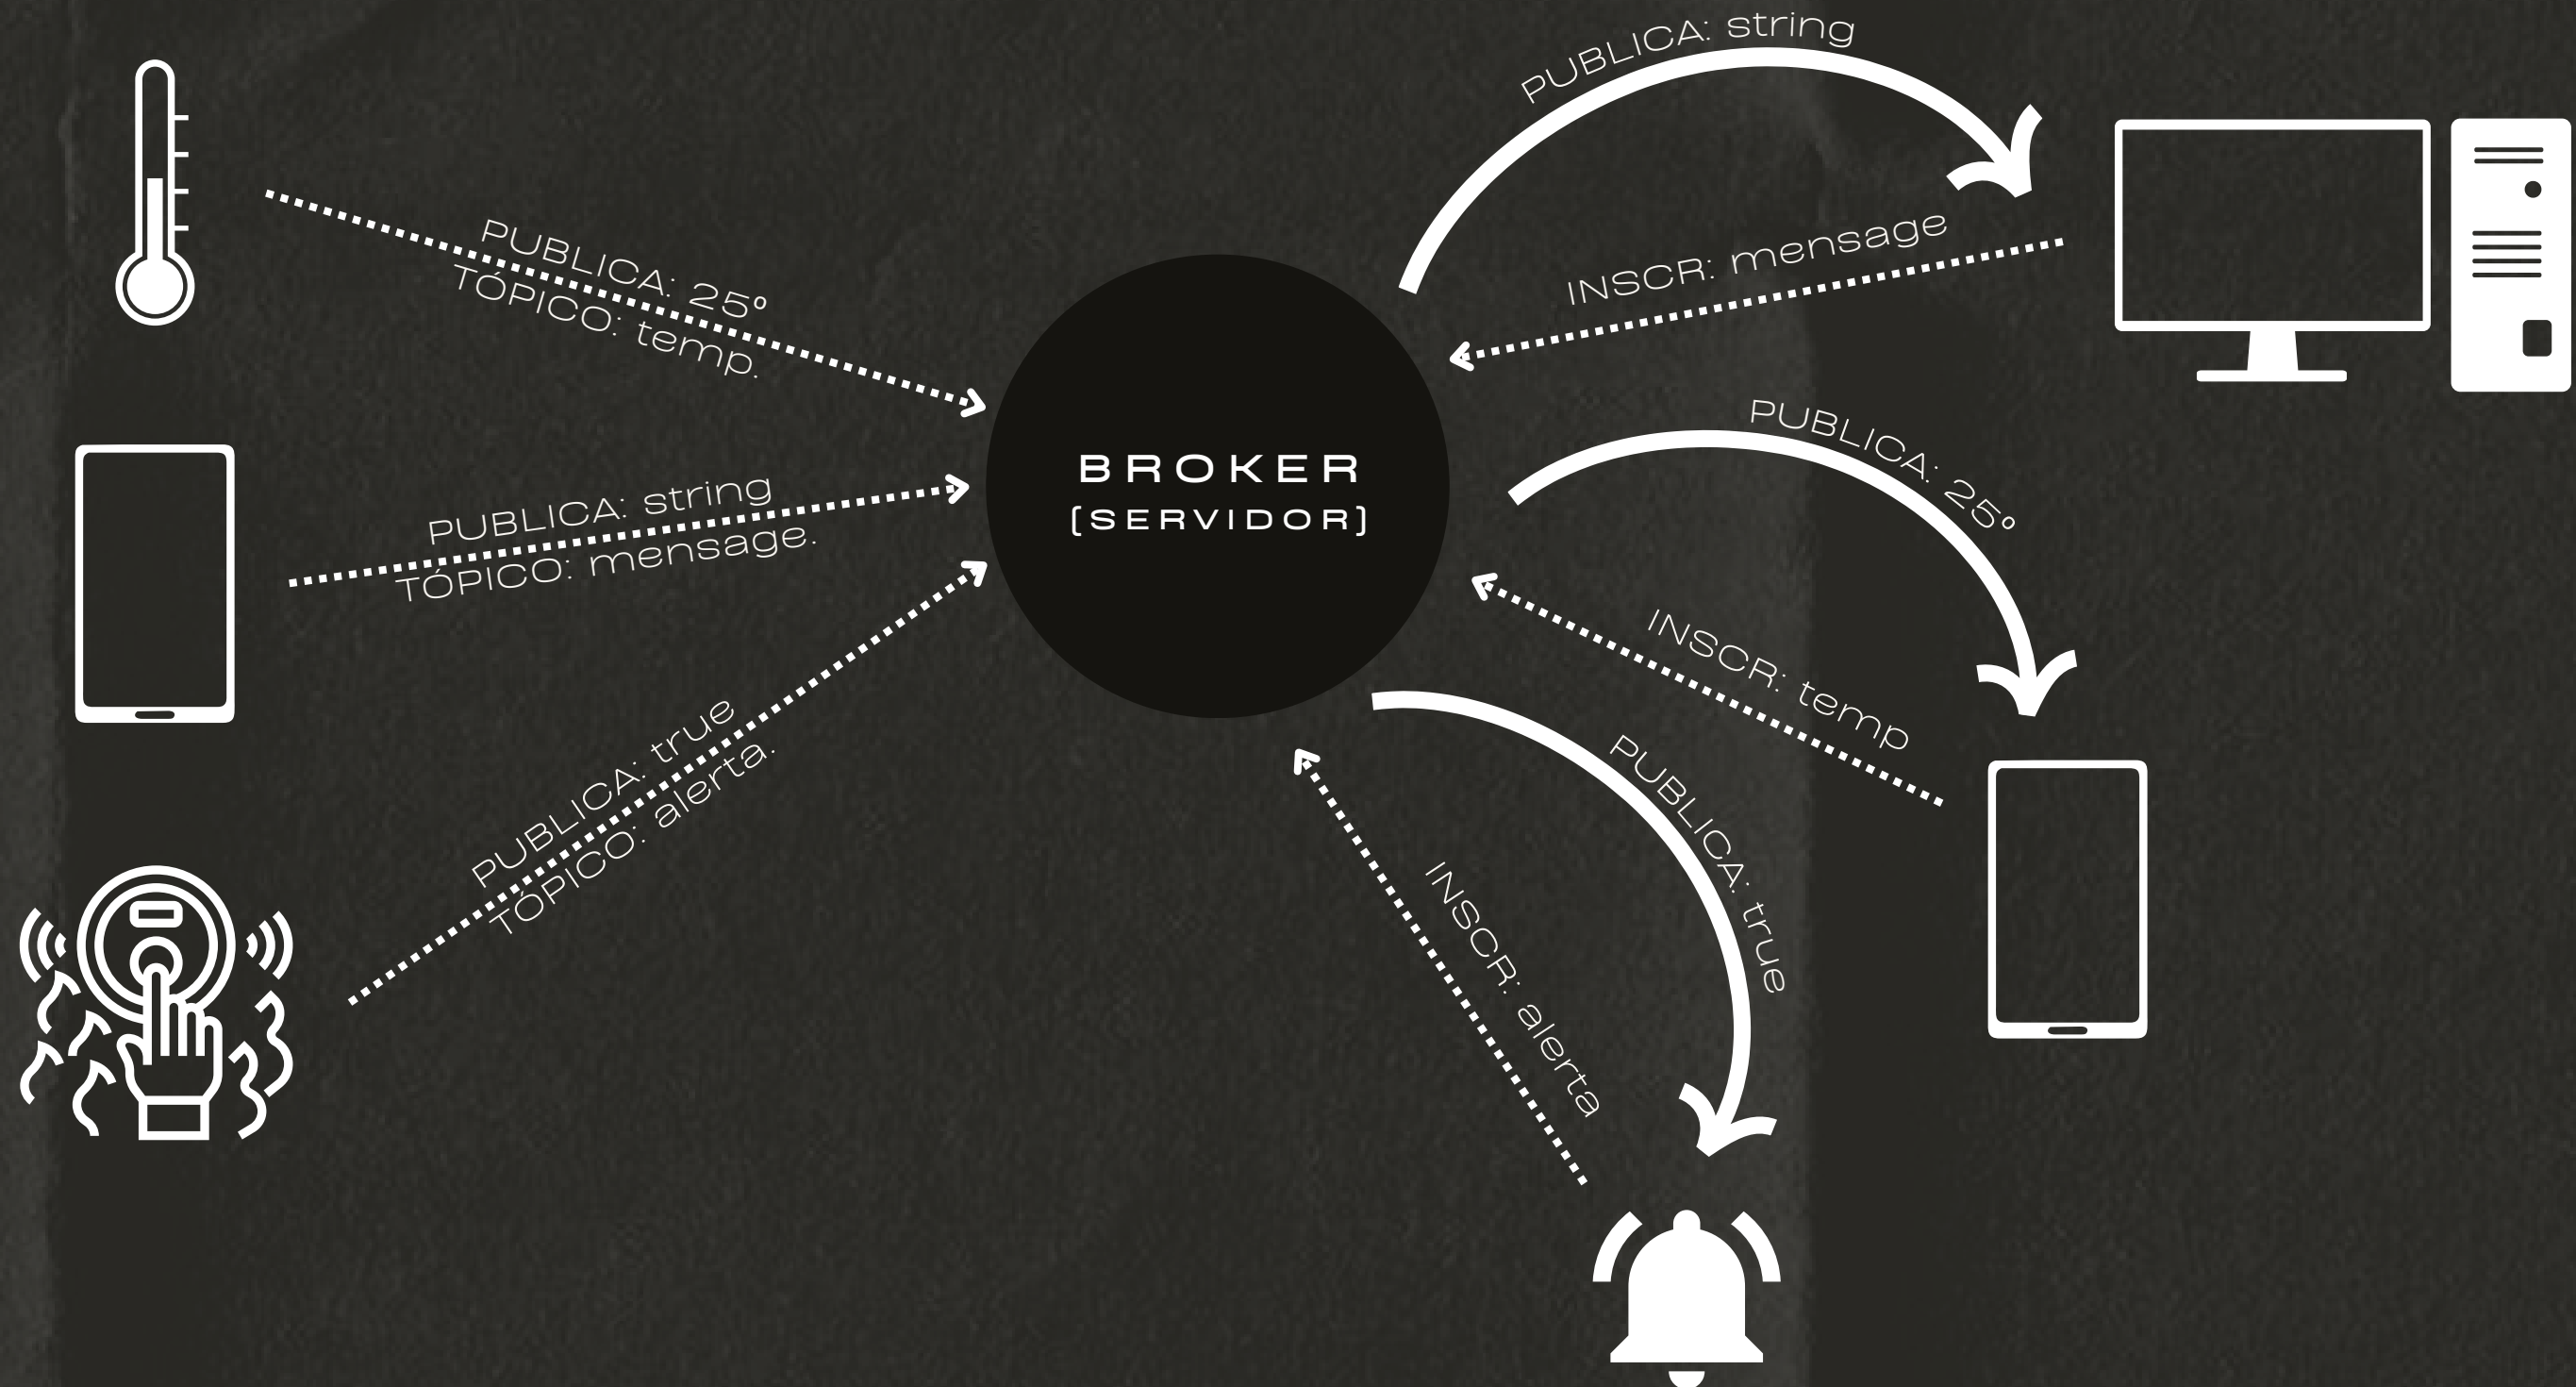 PUBLICA: string
PUBLICA: 25º
TÓPICO: temp.
INSCR: mensage
PUBLICA: string
TÓPICO: mensage.
BROKER
(SERVIDOR)
PUBLICA: 25º
INSCR: temp
PUBLICA: true
TÓPICO: alerta.
PUBLICA: true
INSCR: alerta